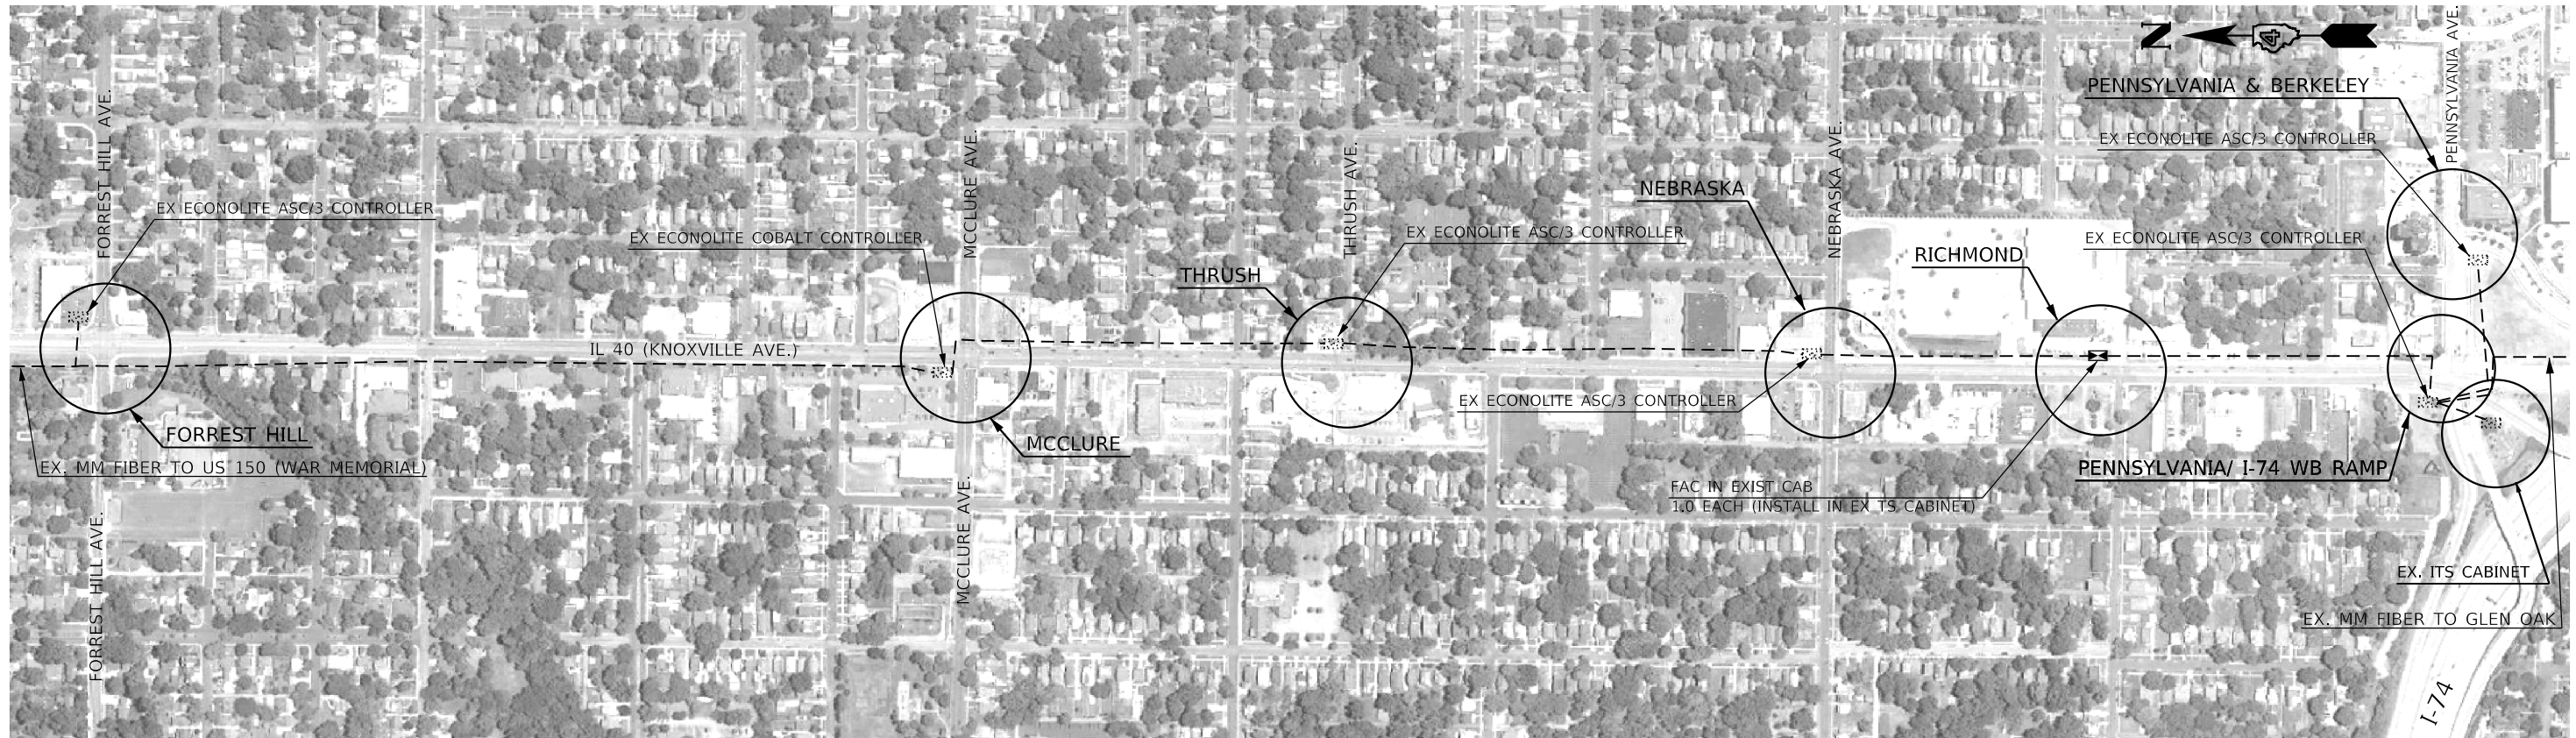 N
4
PENNSYLVANIA AVE.
PENNSYLVANIA & BERKELEY
EX ECONOLITE ASC/3 CONTROLLER
FORREST HILL AVE.
MCCLURE AVE.
THRUSH AVE.
NEBRASKA AVE.
NEBRASKA
EX ECONOLITE ASC/3 CONTROLLER
EX ECONOLITE COBALT CONTROLLER
EX ECONOLITE ASC/3 CONTROLLER
EX ECONOLITE ASC/3 CONTROLLER
RICHMOND
THRUSH
IL 40 (KNOXVILLE AVE.)
EX ECONOLITE ASC/3 CONTROLLER
FORREST HILL
MCCLURE
EX. MM FIBER TO US 150 (WAR MEMORIAL)
PENNSYLVANIA/ I-74 WB RAMP
FAC IN EXIST CAB
1.0 EACH (INSTALL IN EX TS CABINET)
FORREST HILL AVE.
MCCLURE AVE.
EX. ITS CABINET
EX. MM FIBER TO GLEN OAK
I-74